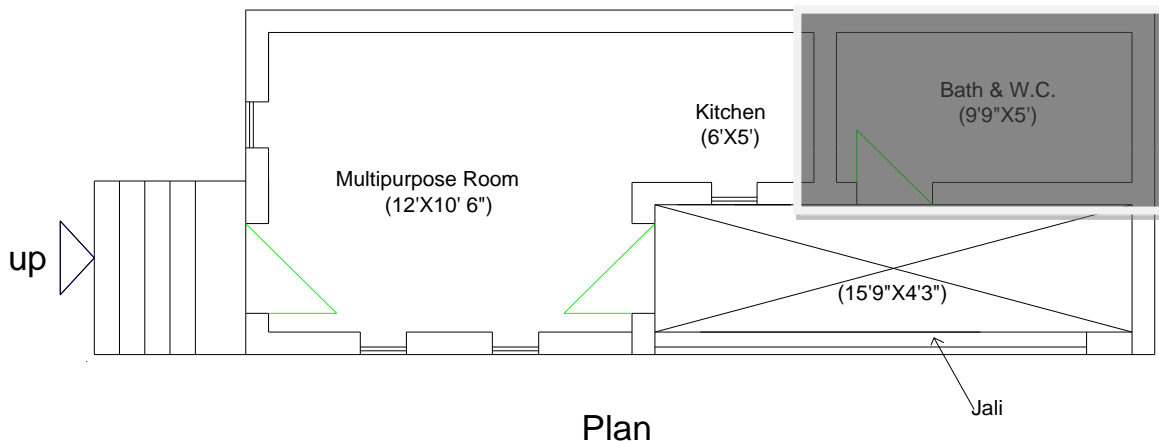 Bath & W.C.
(9'9"X5')
Kitchen
(6'X5')
Multipurpose Room
(12'X10' 6")
up
(15'9"X4'3")
Jali
Plan